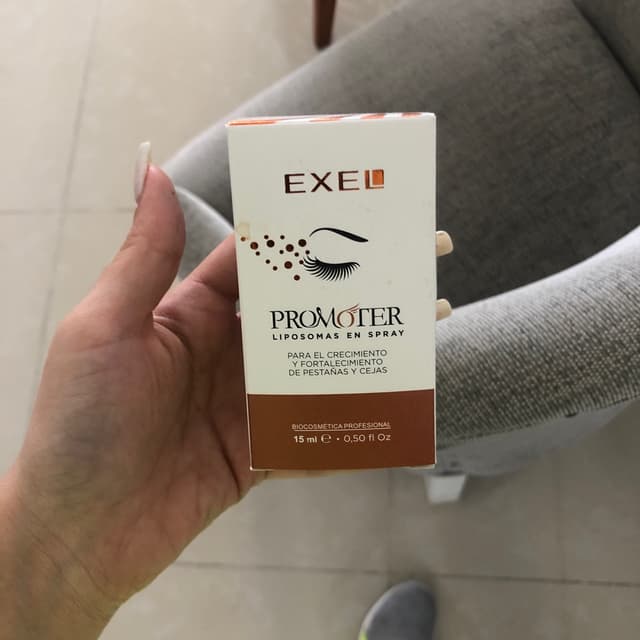 EXEL
PROMOTER
LIPOSOMAS EN SPRAY
PARA EL CRECIMIENTO
Y FORTALECIMIENTO
DE PESTAÑAS Y CEJAS
BIOCOSMÉTICA PROFESIONAL
15 ml ℮ • 0,50 fl Oz